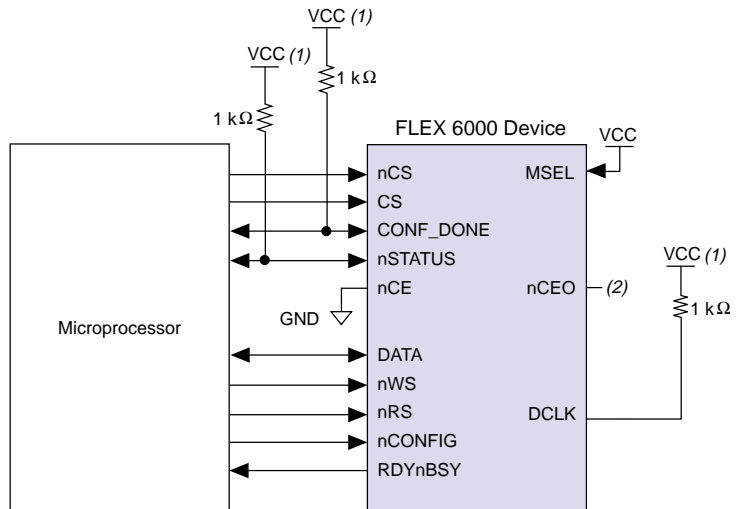 VCC (1)
1 kΩ
VCC (1)
1 kΩ
FLEX 6000 Device
VCC
nCS
MSEL
CS
CONF_DONE
nSTATUS
VCC (1)
1 kΩ
nCE
nCEO
(2)
GND
Microprocessor
DATA
nWS
nRS
DCLK
nCONFIG
RDYnBSY